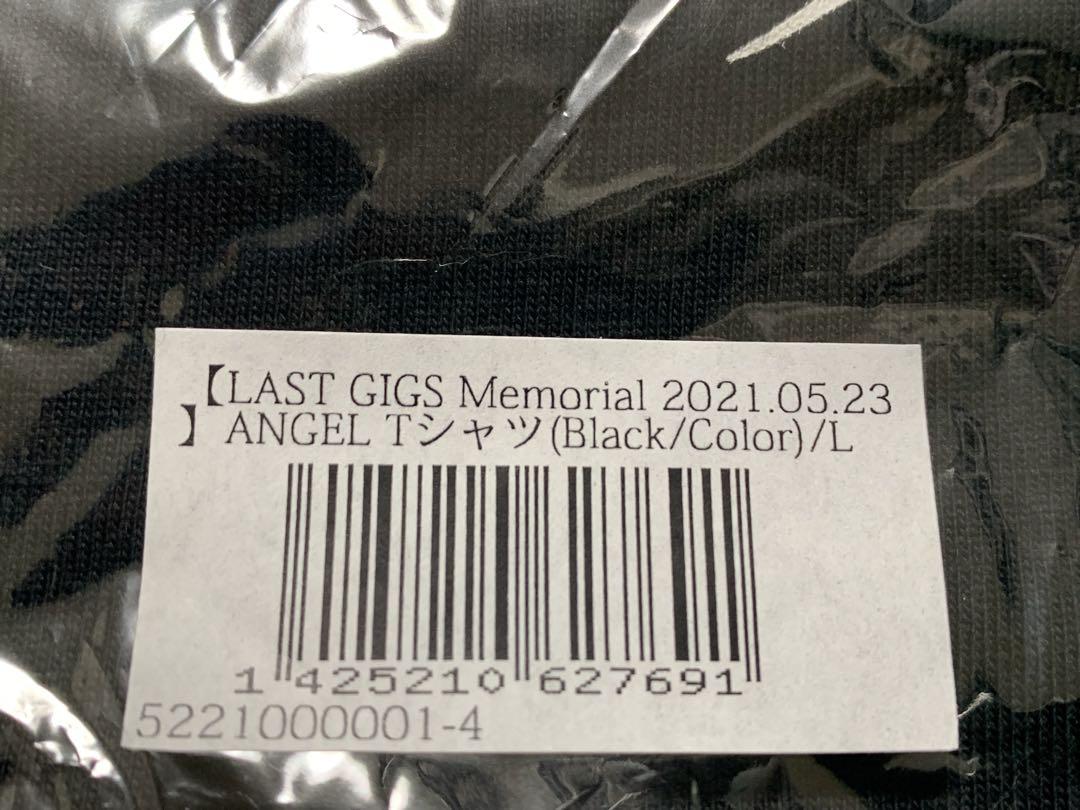 【LAST GIGS Memorial 2021.05.23
】 ANGEL Tシャツ(Black/Color)/L
1 425210 627691
5221000001-4